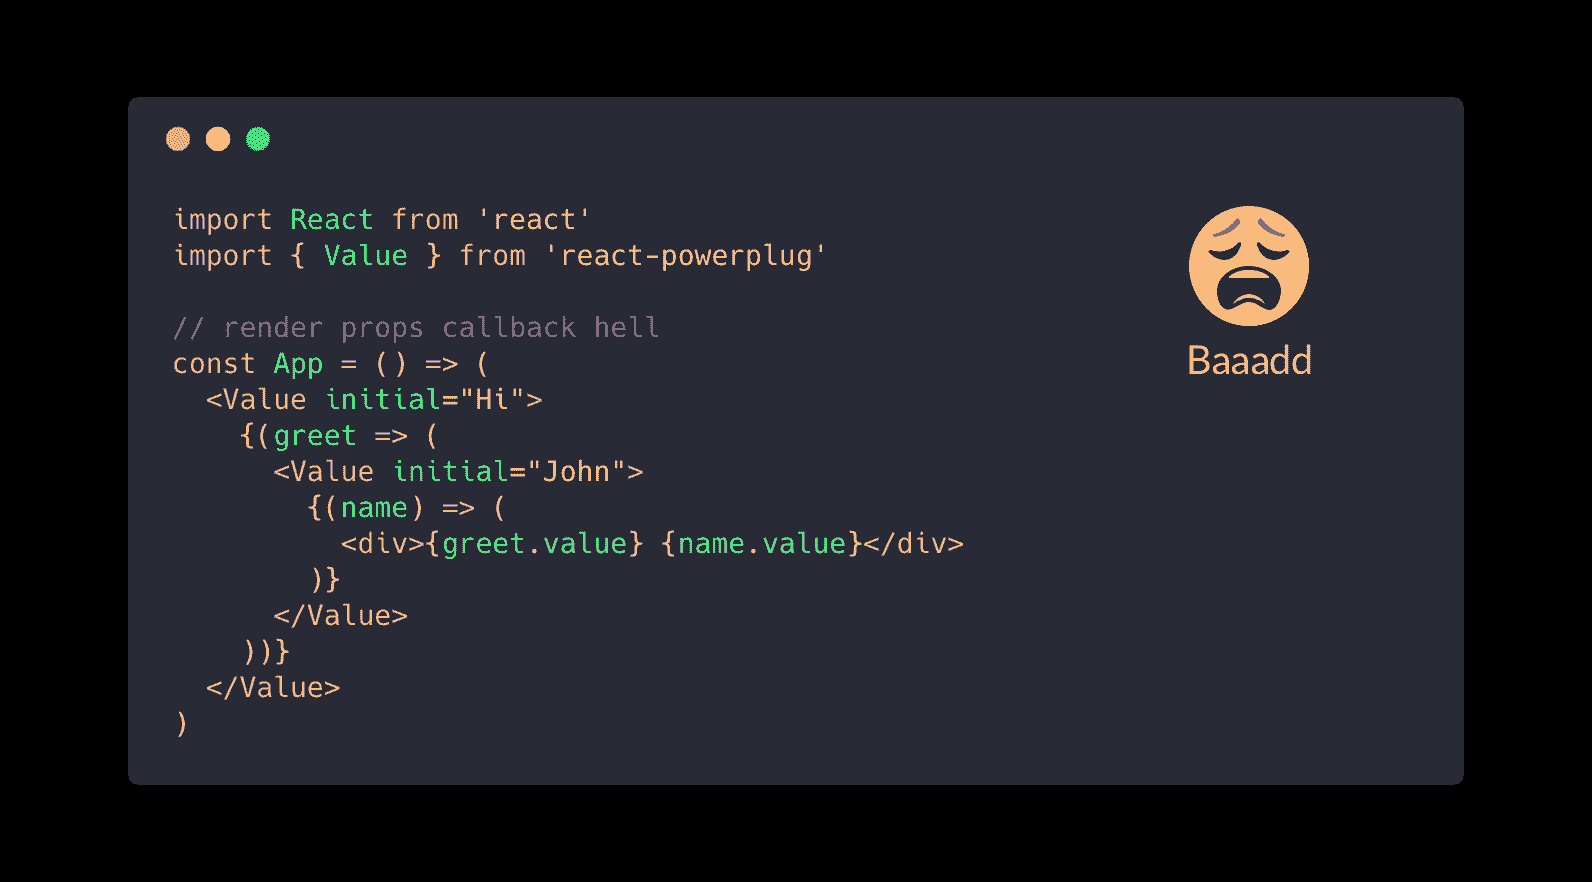 import React from 'react'
import { Value } from 'react-powerplug'

// render props callback hell
const App = () => (
  <Value initial="Hi">
    {(greet => (
      <Value initial="John">
        {(name) => (
          <div>{greet.value} {name.value}</div>
        )}
      </Value>
    ))}
  </Value>
)
Baaadd